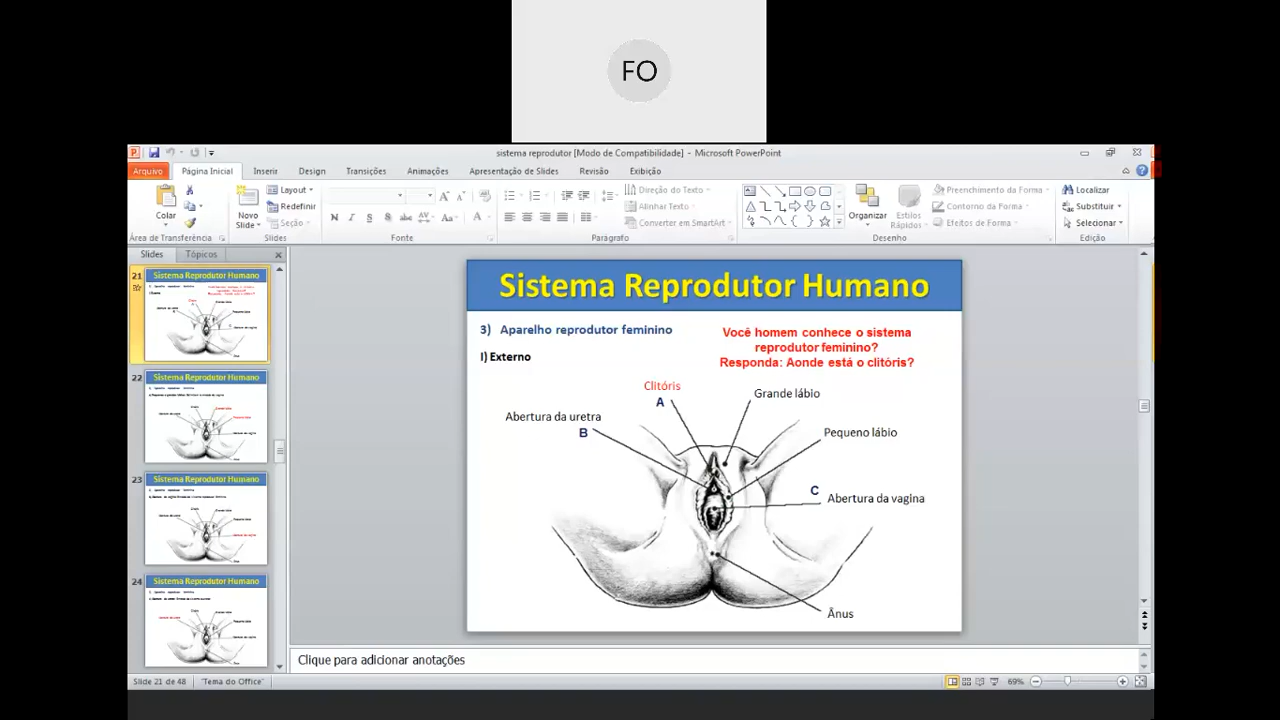 FO
sistema reprodutor [Modo de Compatibilidade] - Microsoft PowerPoint
Arquivo
Página Inicial
Inserir
Design
Transições
Animações
Apresentação de Slides
Revisão
Exibição
Colar
Área de Transferência
Novo
Slide
Layout
Redefinir
Seção
Slides
N I S S abc AV Aa A
Fonte
Direção do Texto
Alinhar Texto
Converter em SmartArt
Parágrafo
Organizar
Estilos
Rápidos
Preenchimento da Forma
Contorno da Forma
Efeitos de Forma
Desenho
Localizar
Substituir
Selecionar
Edição
Slides
Tópicos
21
Sistema Reprodutor Humano
22
Sistema Reprodutor Humano
23
Sistema Reprodutor Humano
24
Sistema Reprodutor Humano
Sistema Reprodutor Humano
3) Aparelho reprodutor feminino
I) Externo
Você homem conhece o sistema
reprodutor feminino?
Responda: Aonde está o clitóris?
Clitóris
A
Grande lábio
Abertura da uretra
B
Pequeno lábio
C
Abertura da vagina
Ânus
Clique para adicionar anotações
Slide 21 de 48
"Tema do Office"
69%